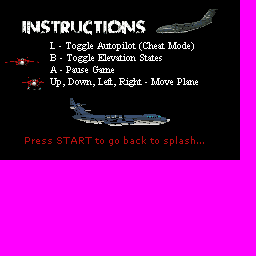 INSTRUCTIONS
L - Toggle Autopilot (Cheat Mode)
B - Toggle Elevation States
A - Pause Game
Up, Down, Left, Right - Move Plane
Press START to go back to splash...